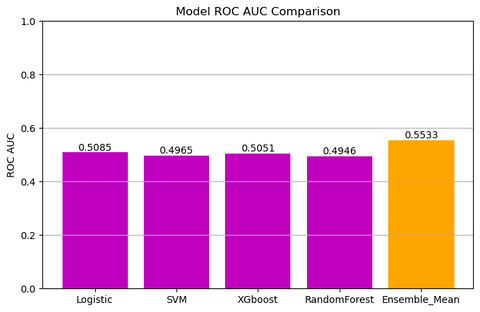 Model ROC AUC Comparison
ROC AUC
1.0
0.8
0.6
0.4
0.2
0.0
0.5085
0.4965
0.5051
0.4946
0.5533
Logistic
SVM
XGboost
RandomForest
Ensemble_Mean